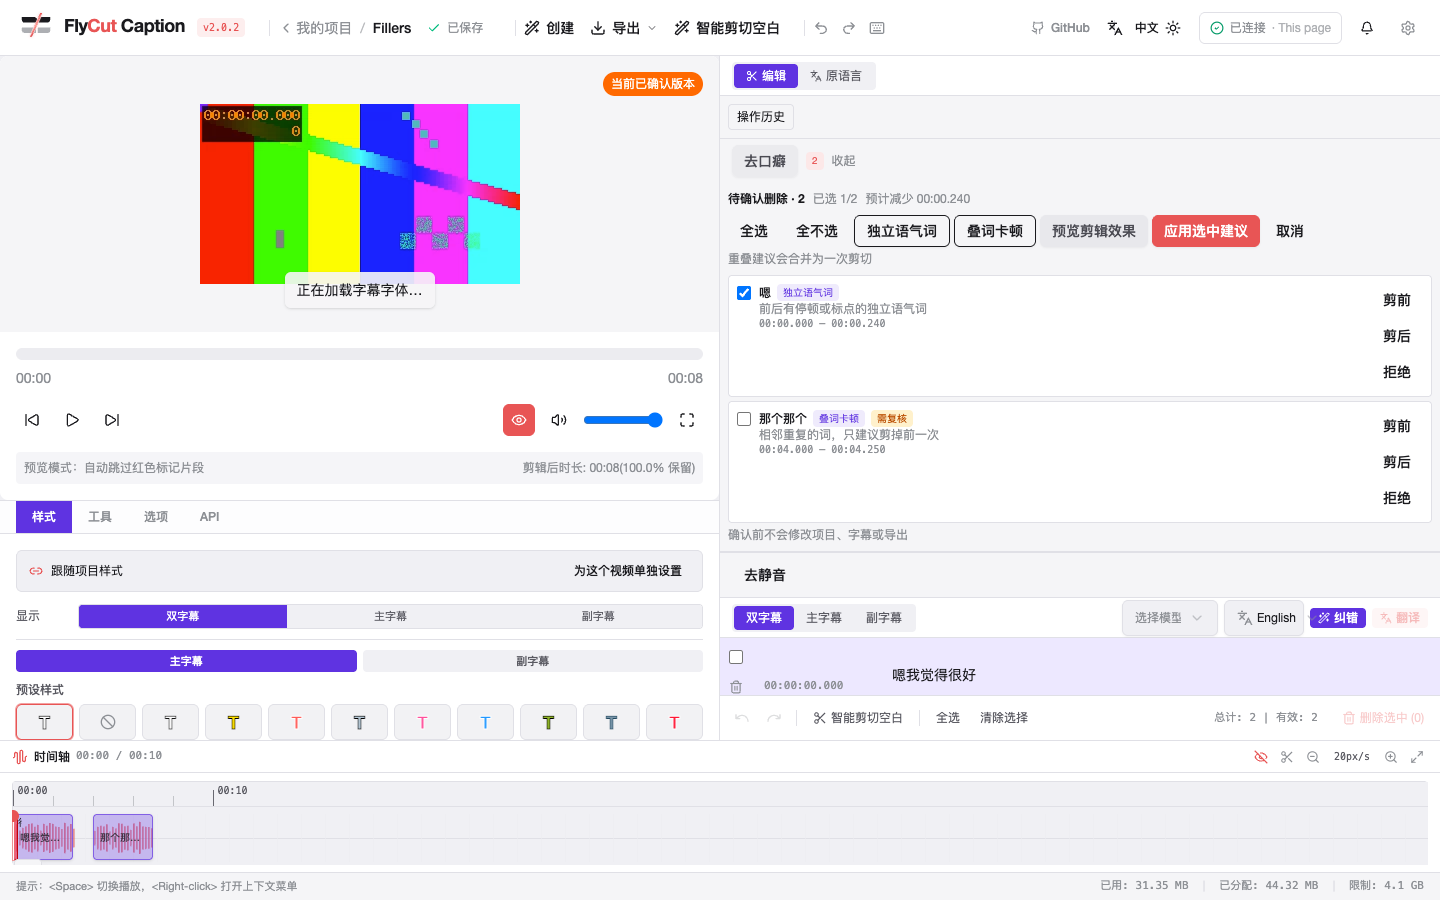 FlyCut Caption v2.0.2 我的项目 / Fillers 已保存 创建 导出 智能剪切空白 GitHub 中文 已连接 · This page
当前已确认版本
00:00:00.000
0
正在加载字幕字体...
00:00 00:08
预览模式：自动跳过红色标记片段 剪辑后时长: 00:08(100.0% 保留)
样式 工具 选项 API
跟随项目样式 为这个视频单独设置
显示 双字幕 主字幕 副字幕
主字幕 副字幕
预设样式
T T T T T T T T T T
编辑 原语言
操作历史
去口癖 2 收起
待确认删除 · 2 已选 1/2 预计减少 00:00.240
全选 全不选 独立语气词 叠词卡顿 预览剪辑效果 应用选中建议 取消
重叠建议会合并为一次剪切
嗯 独立语气词
前后有停顿或标点的独立语气词
00:00.000 — 00:00.240
剪前
剪后
拒绝
那个那个 叠词卡顿 需复核
相邻重复的词，只建议剪掉前一次
00:04.000 — 00:04.250
剪前
剪后
拒绝
确认前不会修改项目、字幕或导出
去静音
双字幕 主字幕 副字幕 选择模型 English 纠错 翻译
嗯我觉得很好
00:00:00.000
智能剪切空白 全选 清除选择 总计: 2 | 有效: 2 删除选中 (0)
时间轴 00:00 / 00:10 20px/s
00:00 00:10
嗯我觉... 那个那...
提示: <Space> 切换播放, <Right-click> 打开上下文菜单 已用: 31.35 MB 已分配: 44.32 MB 限制: 4.1 GB